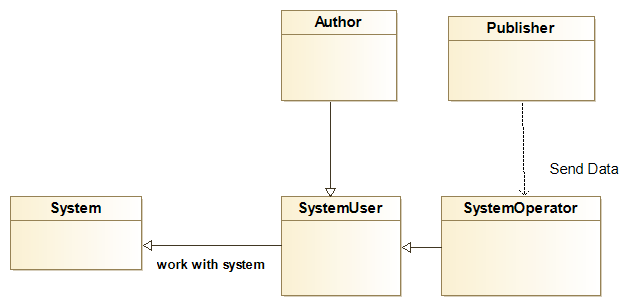 Author
Publisher
Send Data
System
SystemUser
SystemOperator
work with system